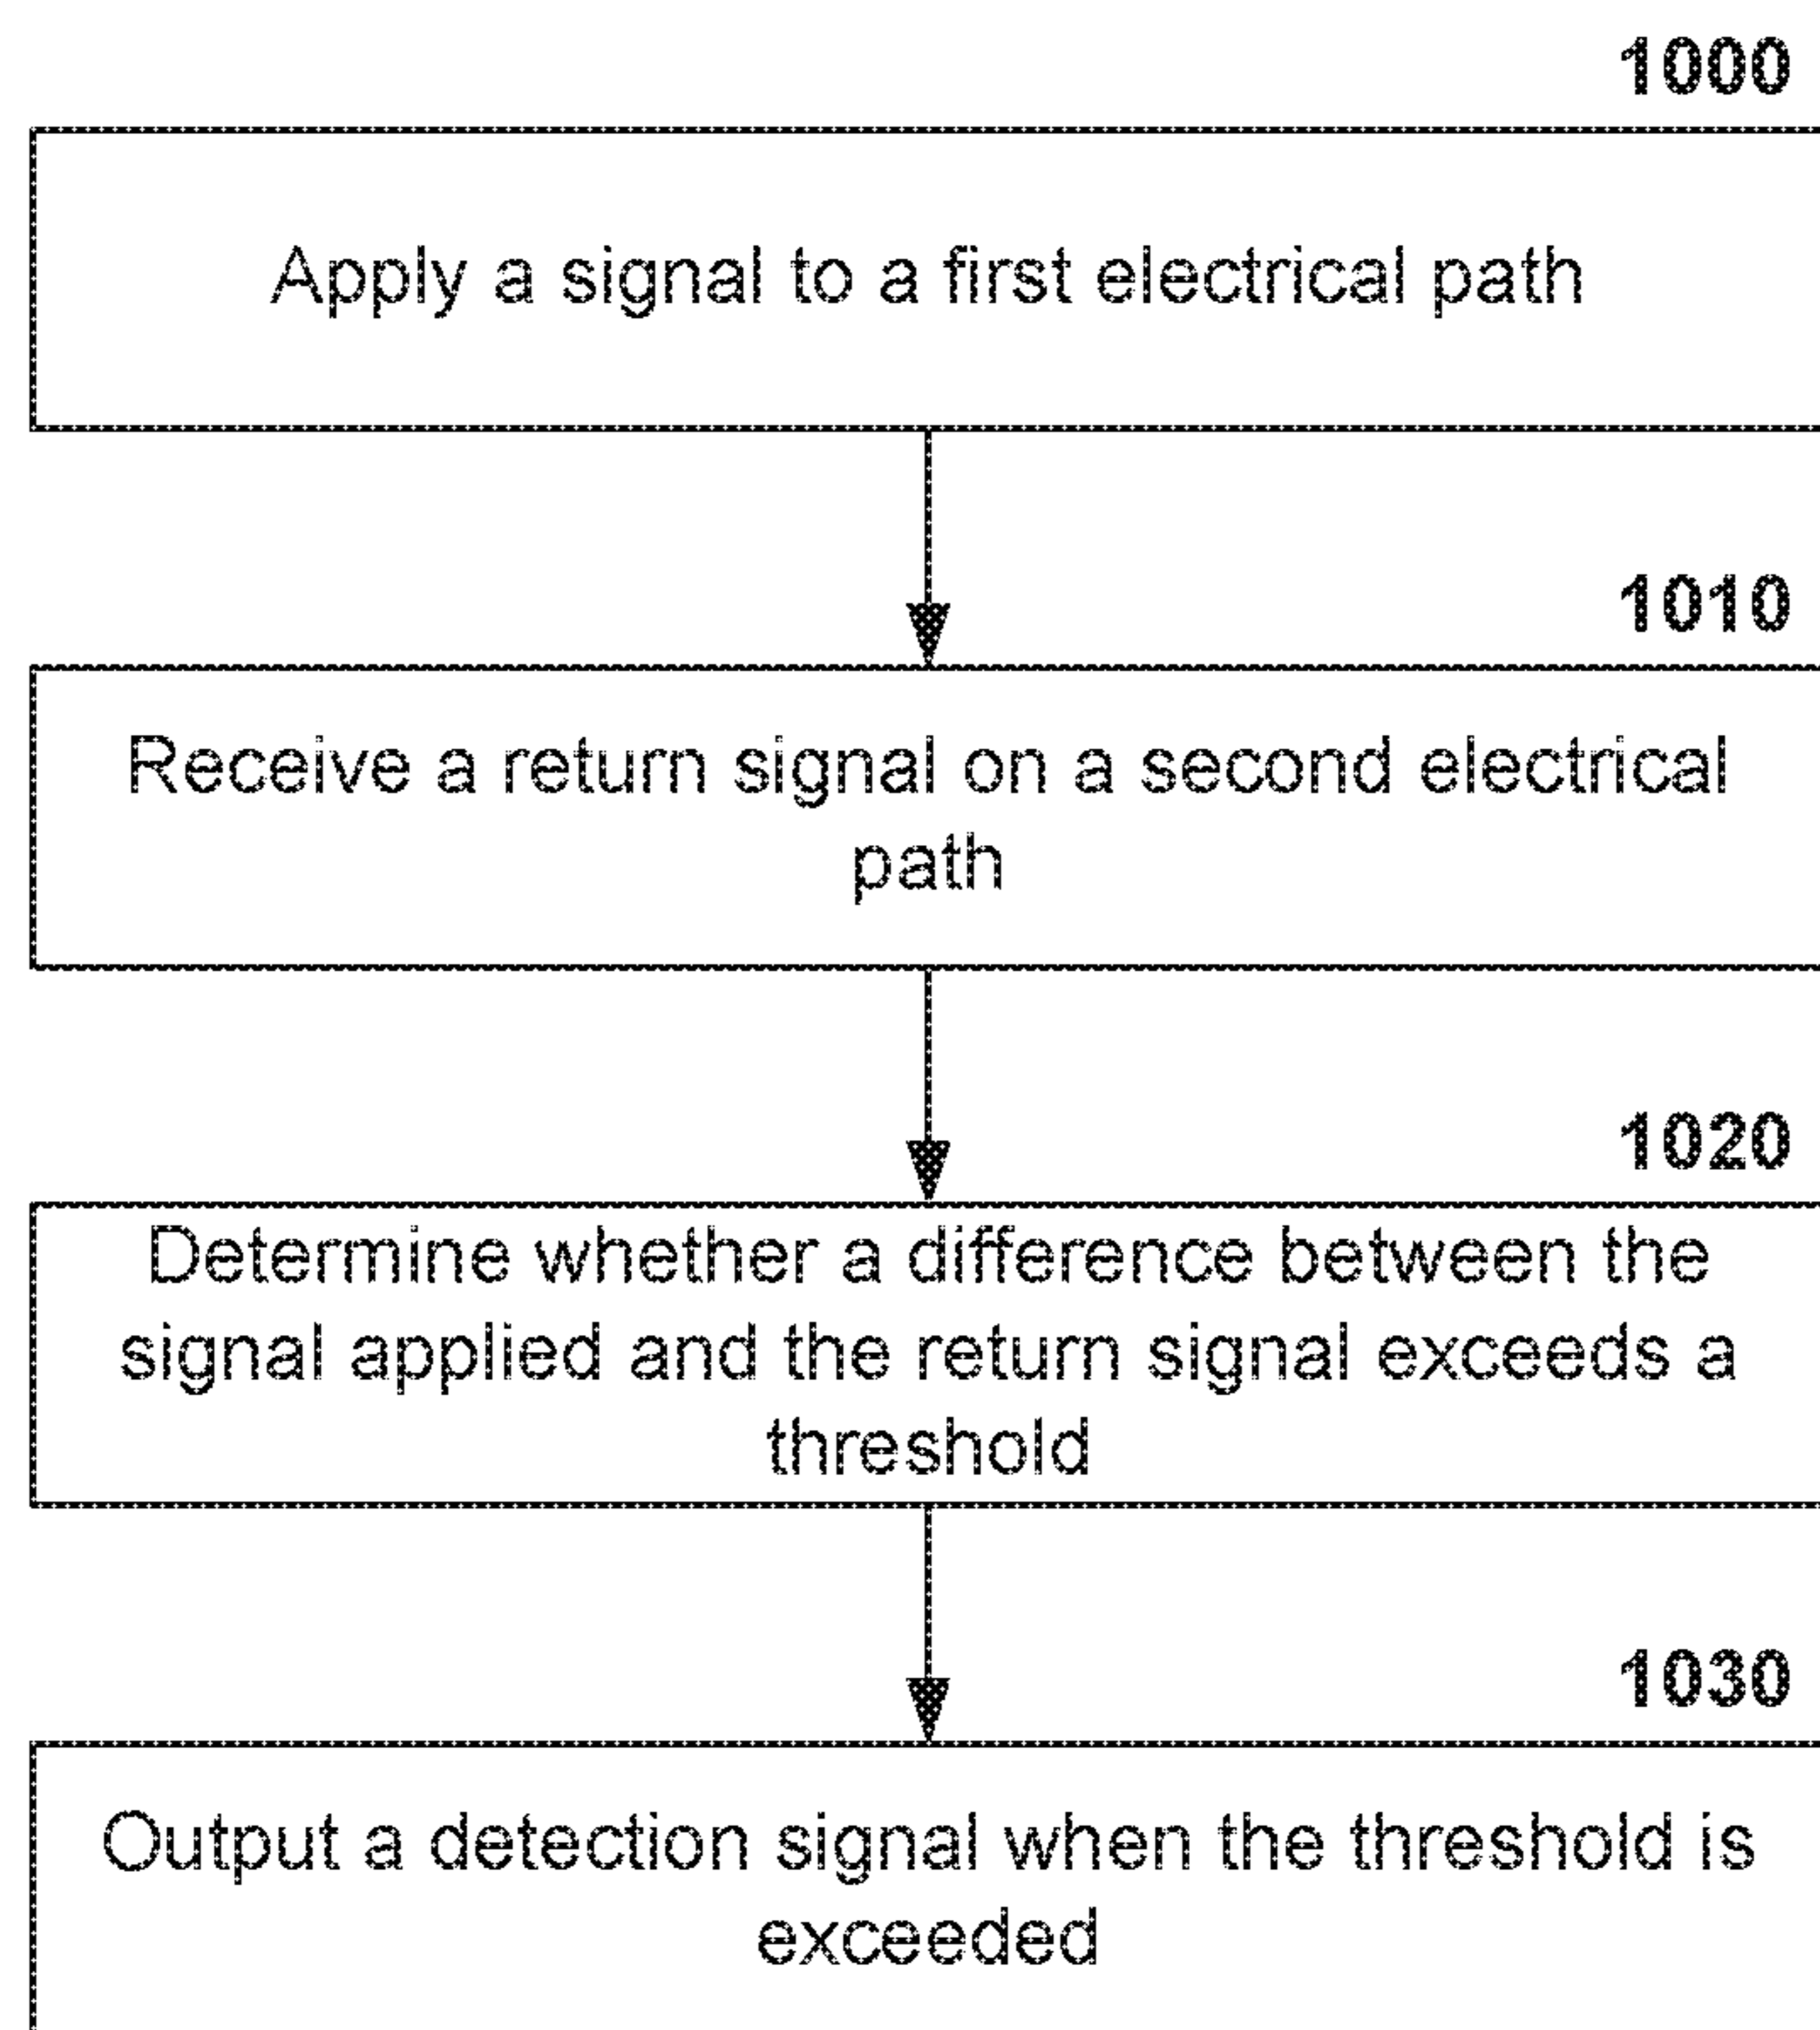 1000
Apply a signal to a first electrical path
1010
Receive a return signal on a second electrical
path
1020
Determine whether a difference between the
signal applied and the return signal exceeds a
threshold
1030
Output a detection signal when the threshold is
exceeded